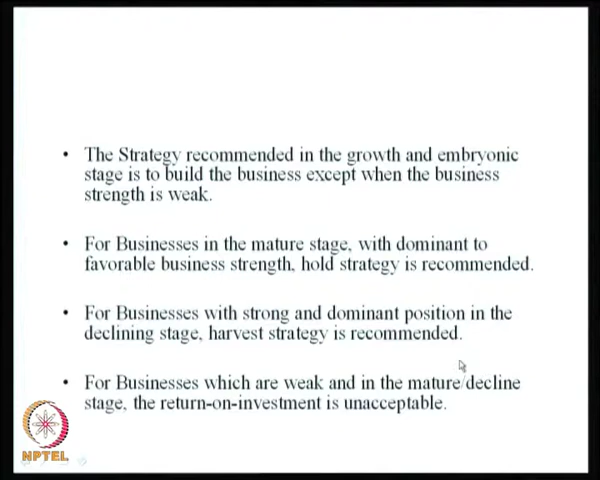 • The Strategy recommended in the growth and embryonic
stage is to build the business except when the business
strength is weak.
• For Businesses in the mature stage, with dominant to
favorable business strength, hold strategy is recommended.
• For Businesses with strong and dominant position in the
declining stage, harvest strategy is recommended.
• For Businesses which are weak and in the mature/decline
stage, the return-on-investment is unacceptable.
NPTEL